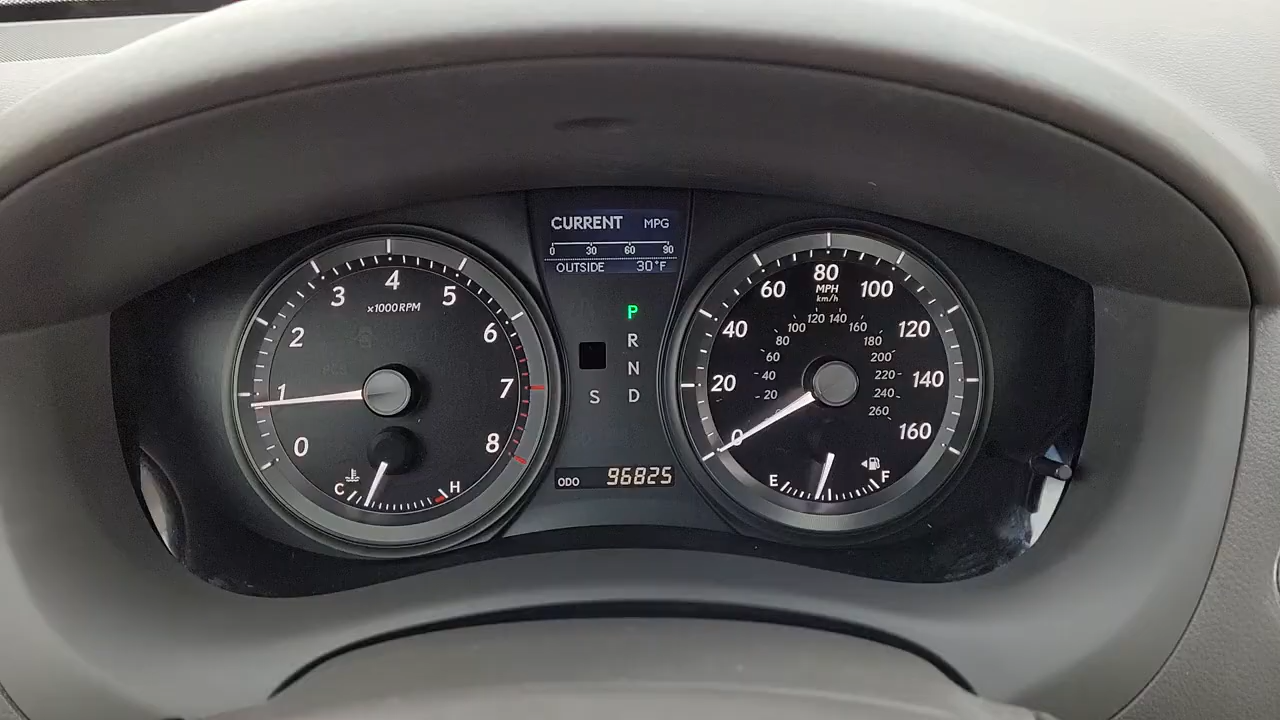 CURRENT MPG
0 30 60 90
OUTSIDE 30°F
P
R
N
S D
ODO 96825
0 1 2 3 4 5 6 7 8
x1000RPM
C H
0 20 40 60 80 100 120 140 160
MPH
km/h
20 40 60 80 100 120 140 160 180 200 220 240 260
E F